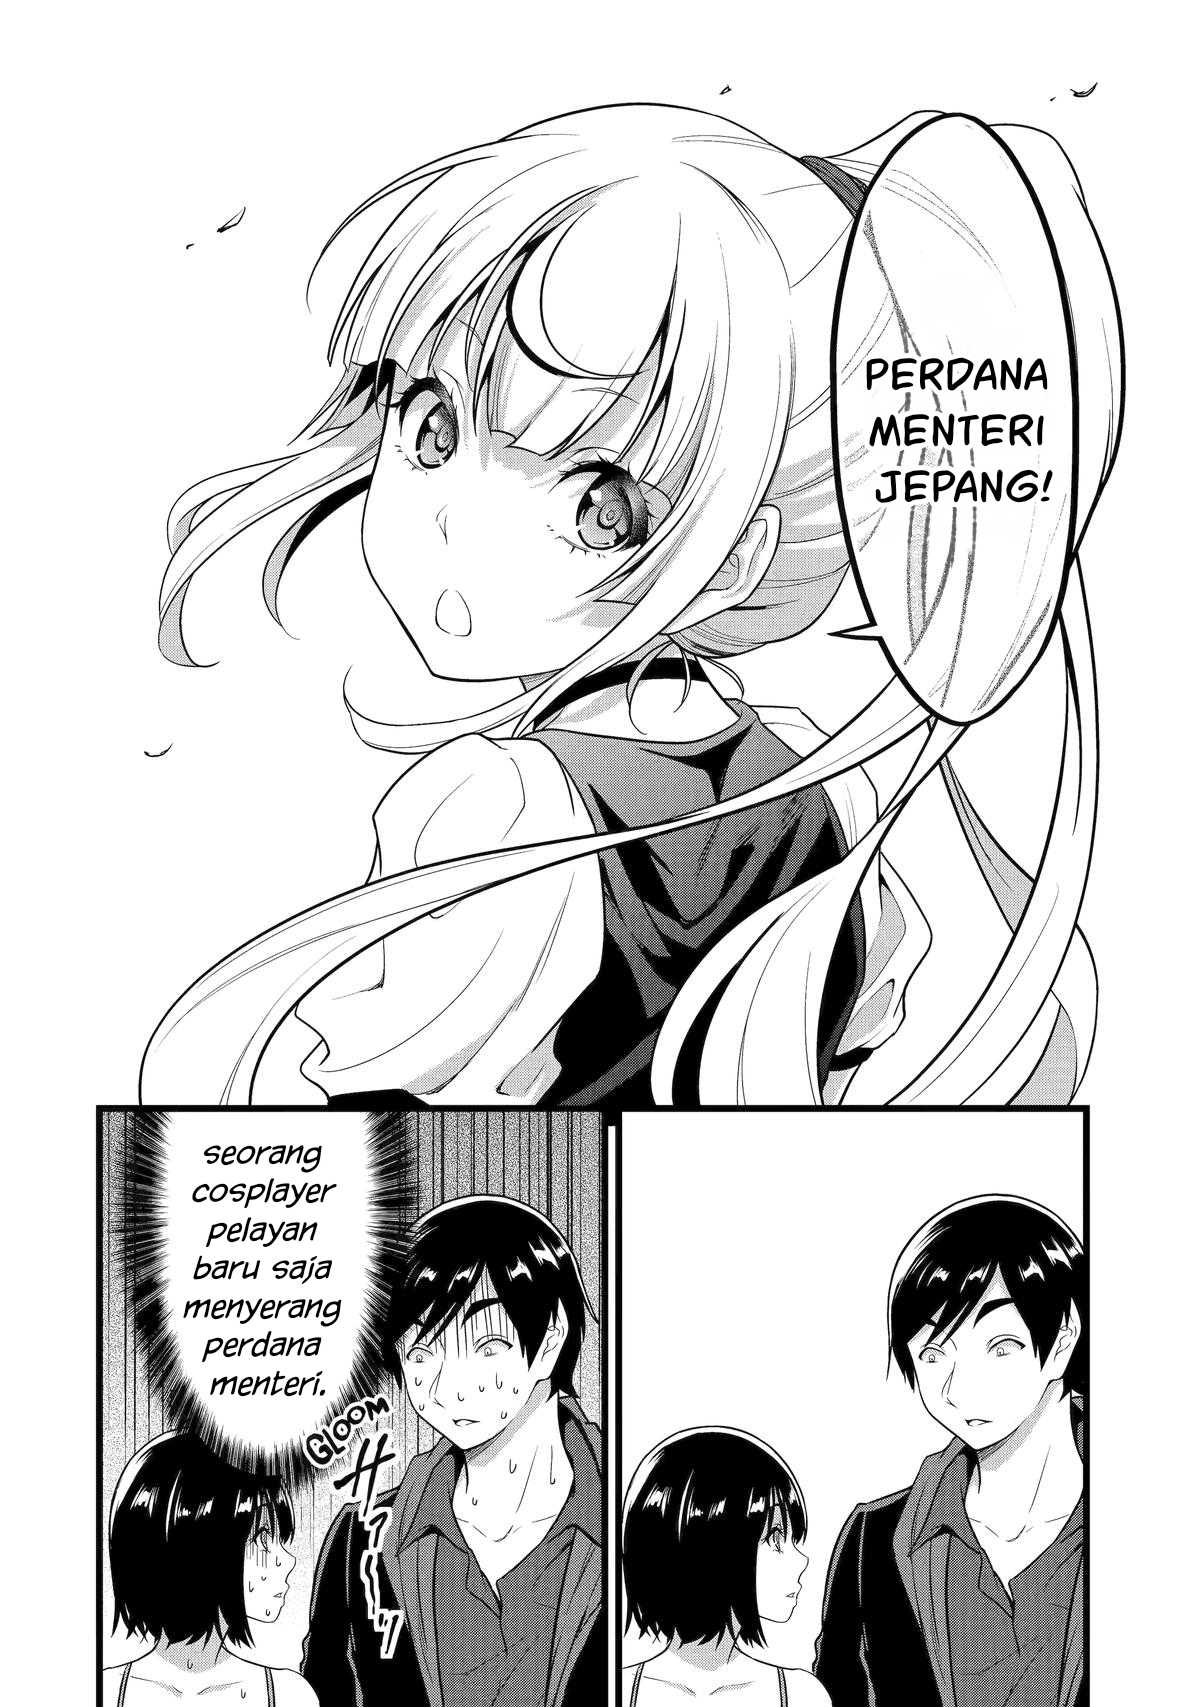 PERDANA
MENTERI
JEPANG!
seorang
cosplayer
pelayan
baru saja
menyerang
perdana
menteri.
GLOOM